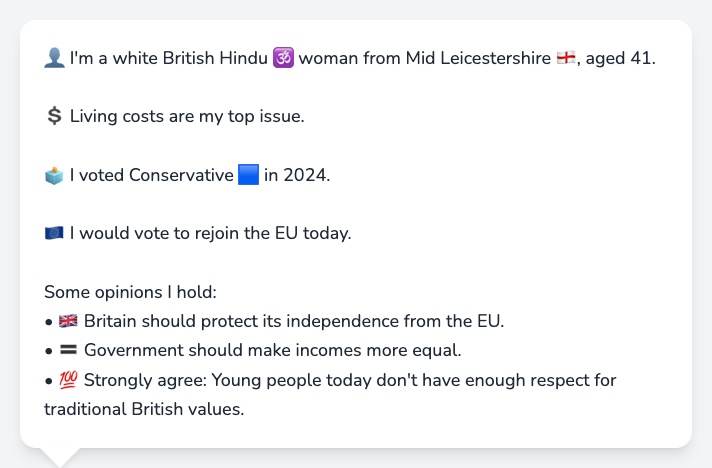 👤 I'm a white British Hindu 🕉️ woman from Mid Leicestershire 🏴󠁧󠁢󠁥󠁮󠁧󠁿, aged 41.
💲 Living costs are my top issue.
🗳️ I voted Conservative 🟦 in 2024.
🇪🇺 I would vote to rejoin the EU today.
Some opinions I hold:
• 🇬🇧 Britain should protect its independence from the EU.
• 🟰 Government should make incomes more equal.
• 💯 Strongly agree: Young people today don't have enough respect for
traditional British values.